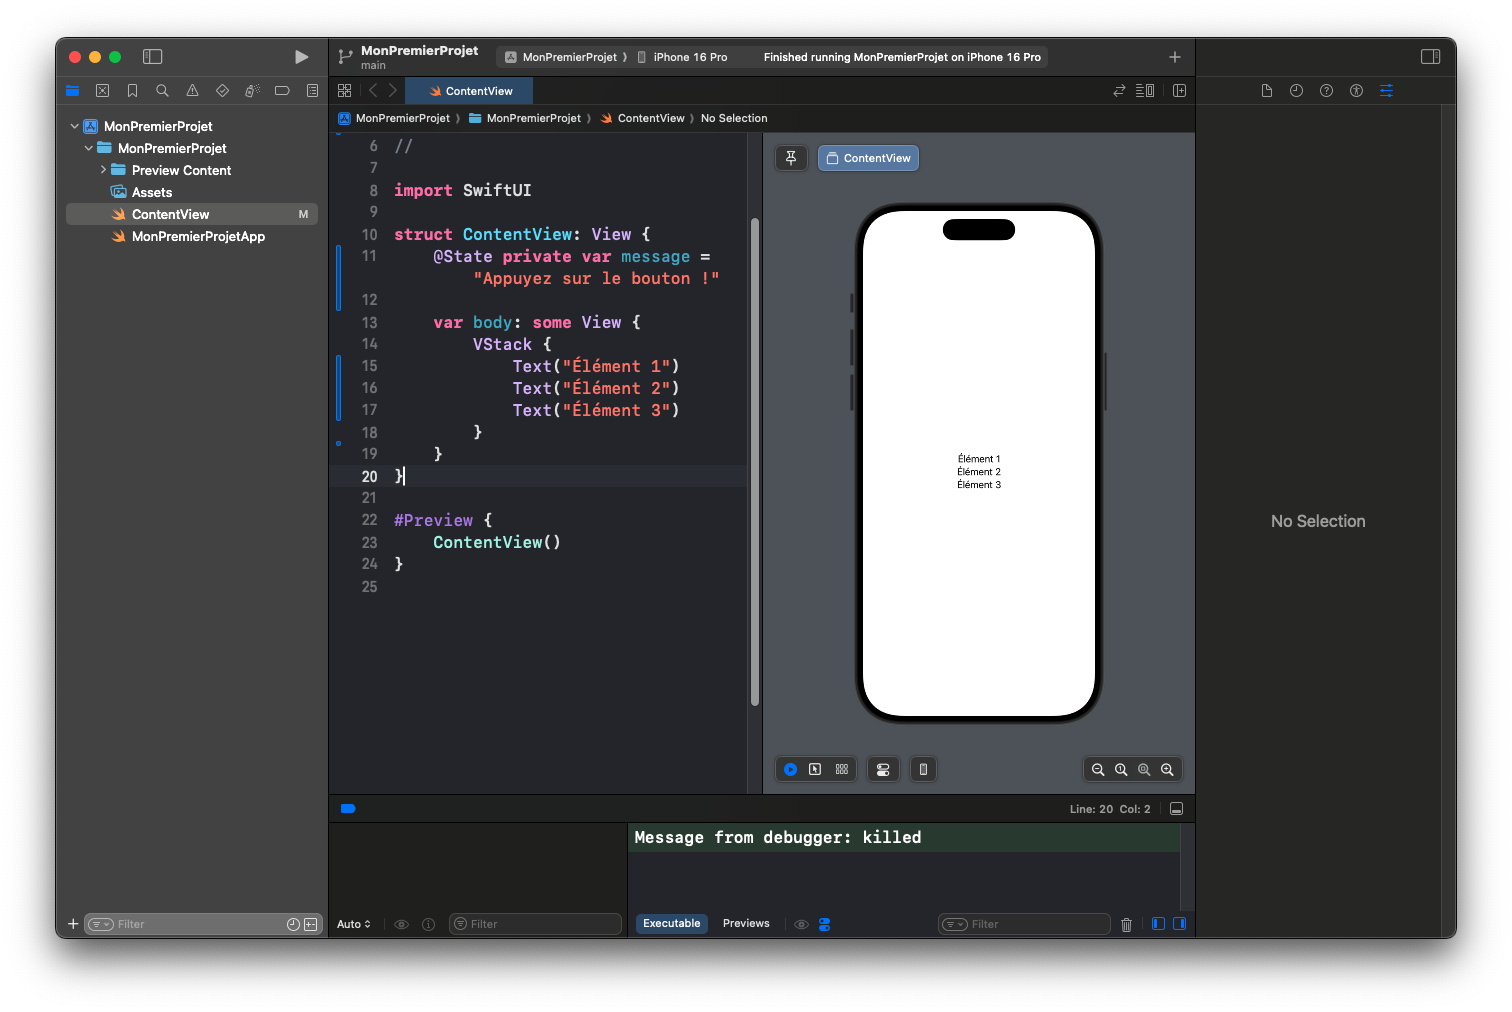 MonPremierProjet
main
MonPremierProjet
iPhone 16 Pro
Finished running MonPremierProjet on iPhone 16 Pro
ContentView
MonPremierProjet
MonPremierProjet
ContentView
No Selection
MonPremierProjet
MonPremierProjet
Preview Content
Assets
ContentView M
MonPremierProjetApp
6 //
7
8 import SwiftUI
9
10 struct ContentView: View {
11 @State private var message =
"Appuyez sur le bouton !"
12
13 var body: some View {
14 VStack {
15 Text("Élément 1")
16 Text("Élément 2")
17 Text("Élément 3")
18 }
19 }
20 }
21
22 #Preview {
23 ContentView()
24 }
25
ContentView
Élément 1
Élément 2
Élément 3
No Selection
Line: 20 Col: 2
Message from debugger: killed
Filter
Auto
Filter
Executable
Previews
Filter